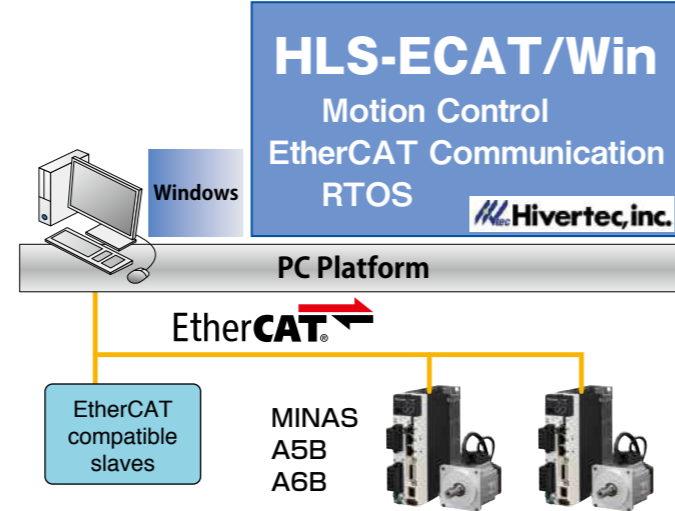 HLS-ECAT/Win
Motion Control
EtherCAT Communication
RTOS
Hivertec, inc.
Windows
PC Platform
EtherCAT®
EtherCAT
compatible
slaves
MINAS
A5B
A6B